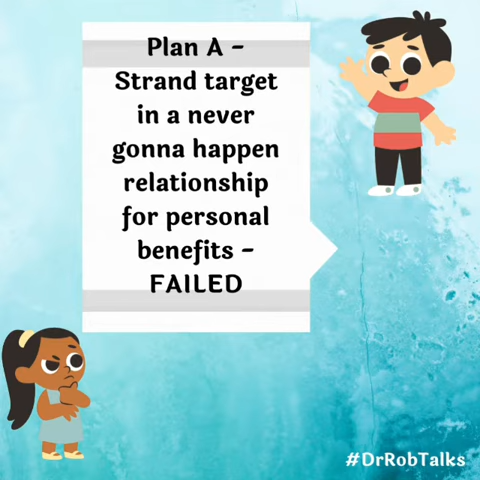 Plan A -
Strand target
in a never
gonna happen
relationship
for personal
benefits -
FAILED
#DrRobTalks